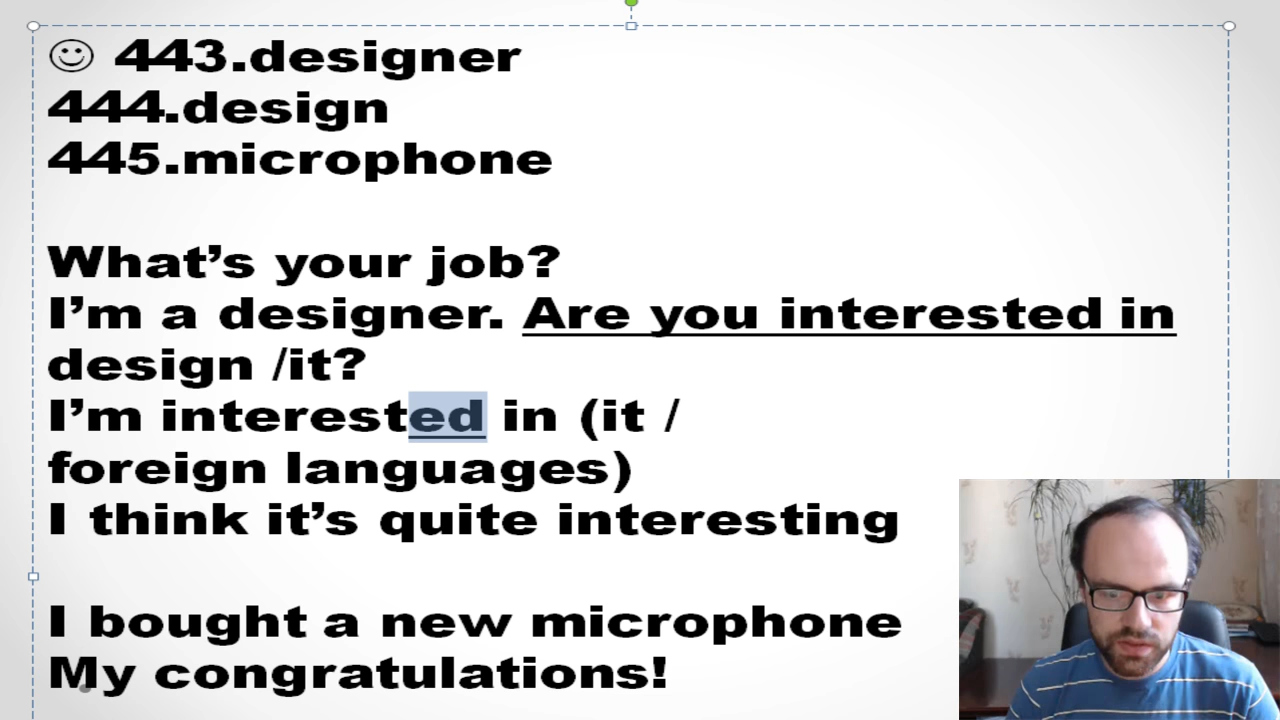 ☺ 443.designer
444.design
445.microphone
What’s your job?
I’m a designer. Are you interested in
design /it?
I’m interested in (it /
foreign languages)
I think it’s quite interesting
I bought a new microphone
My congratulations!